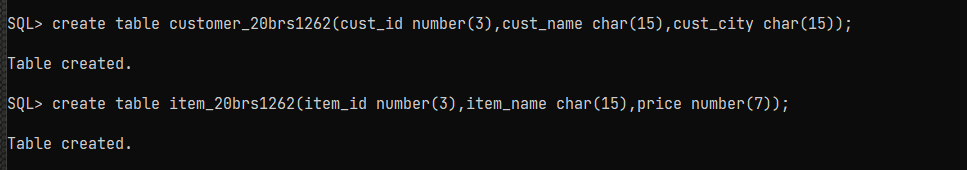 SQL> create table customer_20brs1262(cust_id number(3),cust_name char(15),cust_city char(15));
Table created.
SQL> create table item_20brs1262(item_id number(3),item_name char(15),price number(7));
Table created.